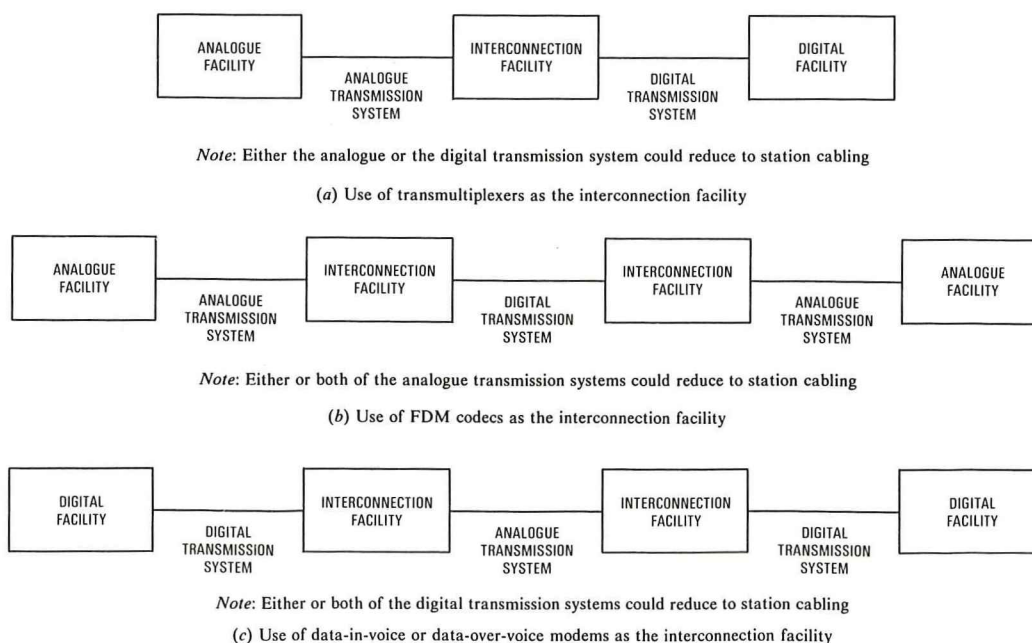 ANALOGUE
FACILITY
INTERCONNECTION
FACILITY
DIGITAL
FACILITY
ANALOGUE
TRANSMISSION
SYSTEM
DIGITAL
TRANSMISSION
SYSTEM
Note: Either the analogue or the digital transmission system could reduce to station cabling
(a) Use of transmultiplexers as the interconnection facility
ANALOGUE
FACILITY
INTERCONNECTION
FACILITY
INTERCONNECTION
FACILITY
ANALOGUE
FACILITY
ANALOGUE
TRANSMISSION
SYSTEM
DIGITAL
TRANSMISSION
SYSTEM
ANALOGUE
TRANSMISSION
SYSTEM
Note: Either or both of the analogue transmission systems could reduce to station cabling
(b) Use of FDM codecs as the interconnection facility
DIGITAL
FACILITY
INTERCONNECTION
FACILITY
INTERCONNECTION
FACILITY
DIGITAL
FACILITY
DIGITAL
TRANSMISSION
SYSTEM
ANALOGUE
TRANSMISSION
SYSTEM
DIGITAL
TRANSMISSION
SYSTEM
Note: Either or both of the digital transmission systems could reduce to station cabling
(c) Use of data-in-voice or data-over-voice modems as the interconnection facility